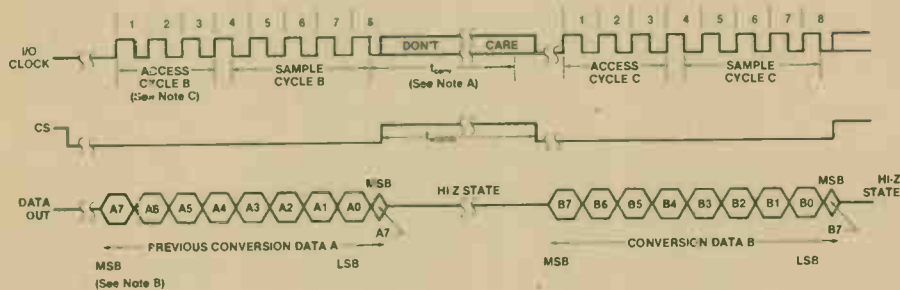 1 2 3 4 5 6 7 8 1 2 3 4 5 6 7 8
I/O CLOCK
DON'T CARE
ACCESS CYCLE B
(See Note C)
SAMPLE CYCLE B
tconv
(See Note A)
ACCESS CYCLE C
SAMPLE CYCLE C
CS
DATA OUT
A7 A6 A5 A4 A3 A2 A1 A0
MSB
A7
HI-Z STATE
B7 B6 B5 B4 B3 B2 B1 B0
MSB
B7
HI-Z STATE
PREVIOUS CONVERSION DATA A
CONVERSION DATA B
MSB
LSB
MSB
LSB
(See Note B)